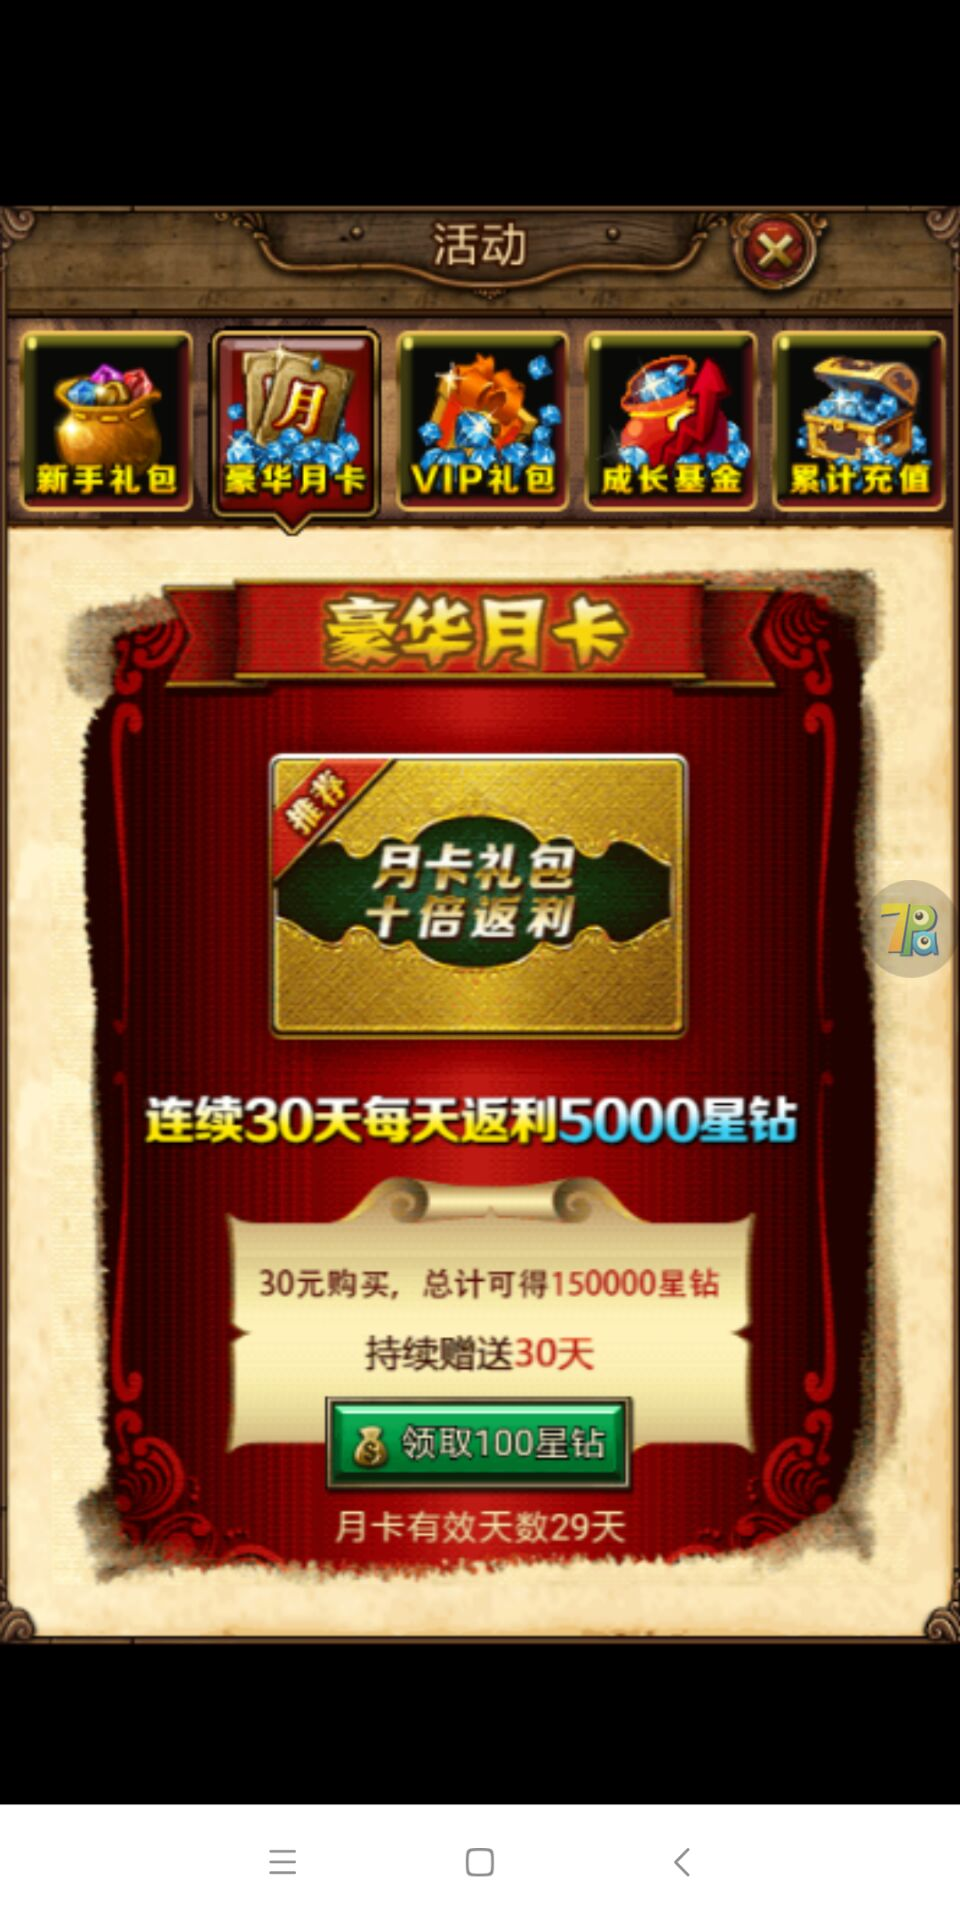 活动
新手礼包
豪华月卡
VIP礼包
成长基金
累计充值
月
豪华月卡
推荐
月卡礼包
十倍返利
7Pa
连续30天每天返利5000星钻
30元购买，总计可得150000星钻
持续赠送30天
领取100星钻
月卡有效天数29天